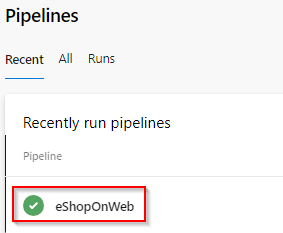 Pipelines
Recent All Runs
Recently run pipelines
Pipeline
eShopOnWeb